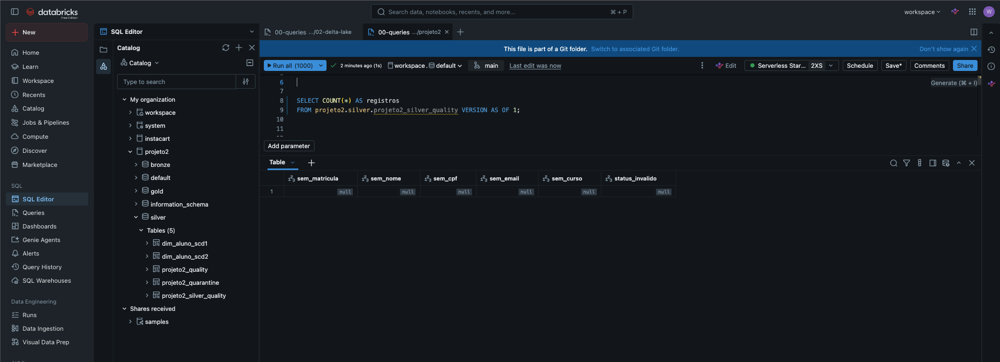 databricks
Free Edition
Search data, notebooks, recents, and more...
⌘ + P
workspace
W
New
Home
Learn
Workspace
Recents
Catalog
Jobs & Pipelines
Compute
Discover
Marketplace
SQL
SQL Editor
Queries
Dashboards
Genie Agents
Alerts
Query History
SQL Warehouses
Data Engineering
Runs
Data Ingestion
Visual Data Prep
SQL Editor
Catalog
Catalog
Type to search
My organization
workspace
system
instacart
projeto2
bronze
default
gold
information_schema
silver
Tables (5)
dim_aluno_scd1
dim_aluno_scd2
projeto2_quality
projeto2_quarantine
projeto2_silver_quality
Shares received
samples
00-queries .../02-delta-lake
00-queries .../projeto2
This file is part of a Git folder. Switch to associated Git folder.
Don't show again
Run all (1000)
2 minutes ago (1s)
workspace. default
main
Last edit was now
Edit
Serverless Star... 2XS
Schedule
Save*
Comments
Share
6
Generate (⌘ + I)
7
8 SELECT COUNT(*) AS registros
9 FROM projeto2.silver.projeto2_silver_quality VERSION AS OF 1;
10
11
Add parameter
Table
sem_matricula sem_nome sem_cpf sem_email sem_curso status_invalido
1 null null null null null null